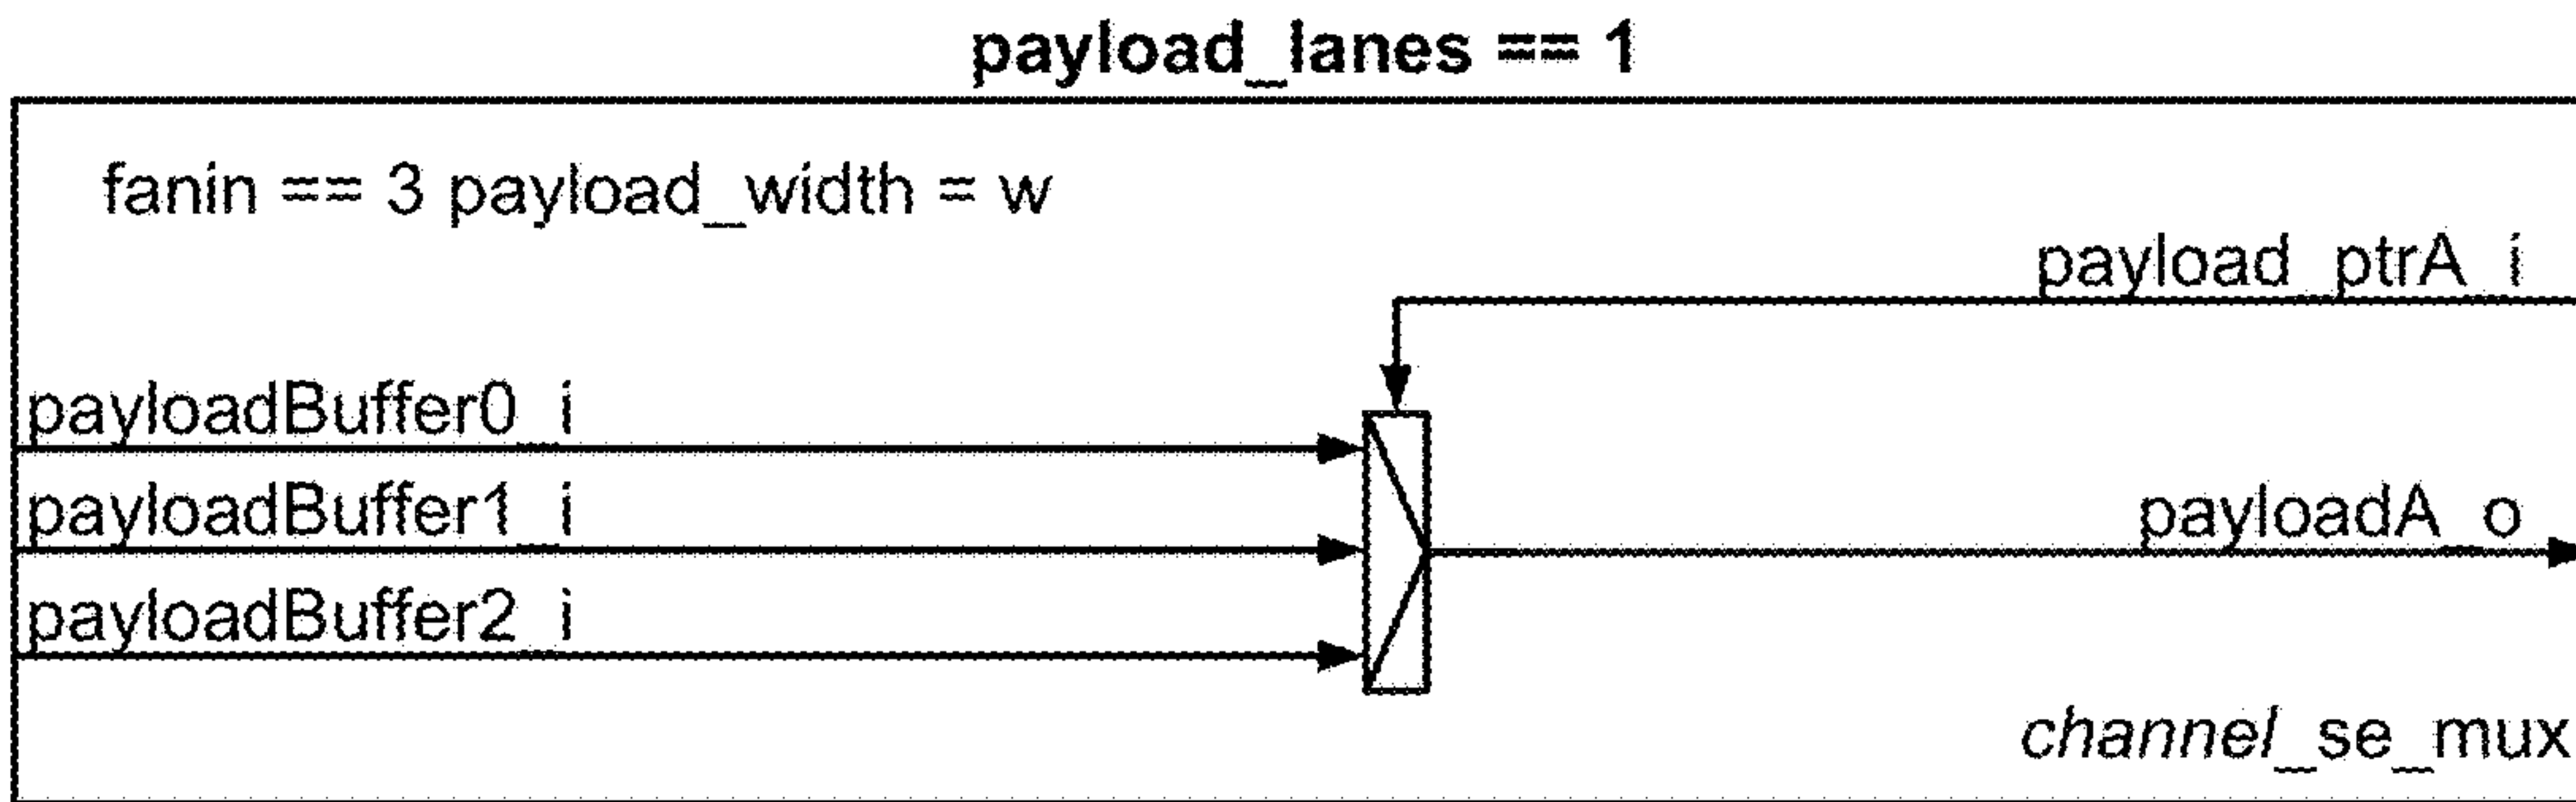 payload_lanes == 1
fanin == 3 payload_width = w
payload_ptrA_i
payloadBuffer0_i
payloadBuffer1_i
payloadA_o
payloadBuffer2_i
channel_se_mux